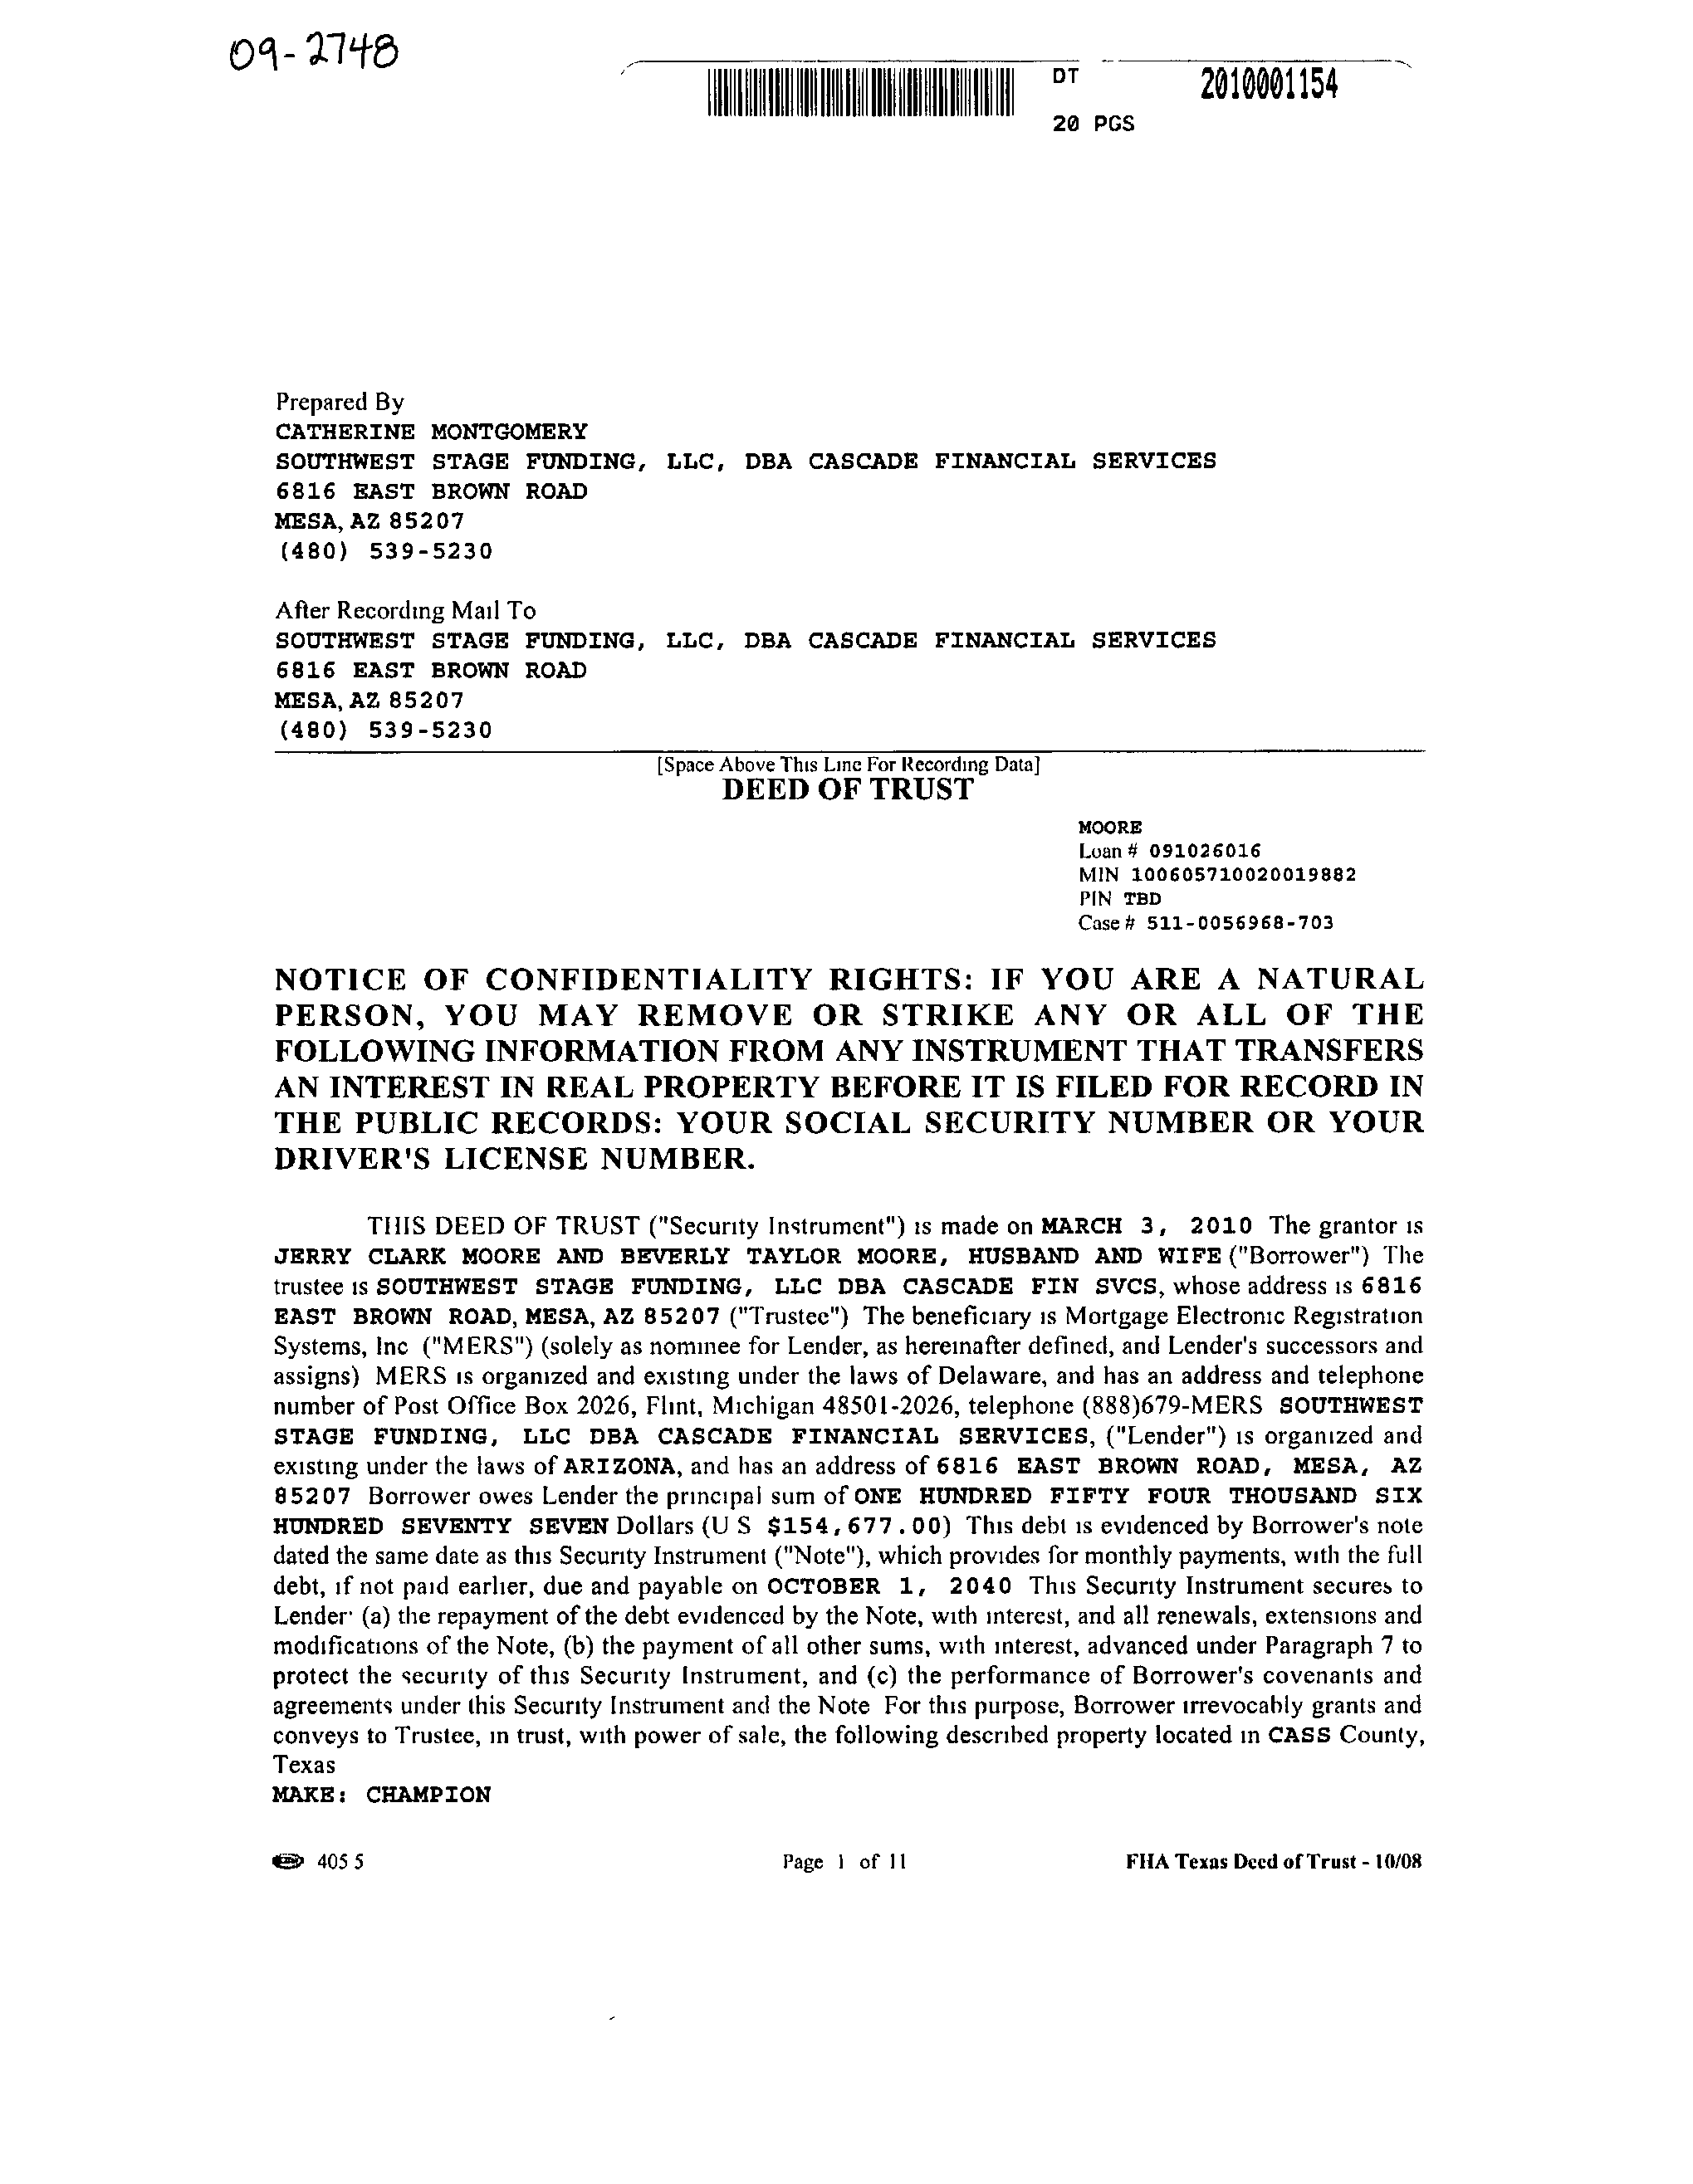 09-2748
DT 2010001154
20 PGS
Prepared By
CATHERINE MONTGOMERY
SOUTHWEST STAGE FUNDING, LLC, DBA CASCADE FINANCIAL SERVICES
6816 EAST BROWN ROAD
MESA, AZ 85207
(480) 539-5230
After Recording Mail To
SOUTHWEST STAGE FUNDING, LLC, DBA CASCADE FINANCIAL SERVICES
6816 EAST BROWN ROAD
MESA, AZ 85207
(480) 539-5230
[Space Above This Line For Recording Data]
DEED OF TRUST
MOORE
Loan # 091026016
MIN 100605710020019882
PIN TBD
Case # 511-0056968-703
NOTICE OF CONFIDENTIALITY RIGHTS: IF YOU ARE A NATURAL
PERSON, YOU MAY REMOVE OR STRIKE ANY OR ALL OF THE
FOLLOWING INFORMATION FROM ANY INSTRUMENT THAT TRANSFERS
AN INTEREST IN REAL PROPERTY BEFORE IT IS FILED FOR RECORD IN
THE PUBLIC RECORDS: YOUR SOCIAL SECURITY NUMBER OR YOUR
DRIVER'S LICENSE NUMBER.
THIS DEED OF TRUST ("Security Instrument") is made on MARCH 3, 2010 The grantor is
JERRY CLARK MOORE AND BEVERLY TAYLOR MOORE, HUSBAND AND WIFE ("Borrower") The
trustee is SOUTHWEST STAGE FUNDING, LLC DBA CASCADE FIN SVCS, whose address is 6816
EAST BROWN ROAD, MESA, AZ 85207 ("Trustee") The beneficiary is Mortgage Electronic Registration
Systems, Inc ("MERS") (solely as nominee for Lender, as hereinafter defined, and Lender's successors and
assigns) MERS is organized and existing under the laws of Delaware, and has an address and telephone
number of Post Office Box 2026, Flint, Michigan 48501-2026, telephone (888)679-MERS SOUTHWEST
STAGE FUNDING, LLC DBA CASCADE FINANCIAL SERVICES, ("Lender") is organized and
existing under the laws of ARIZONA, and has an address of 6816 EAST BROWN ROAD, MESA, AZ
85207 Borrower owes Lender the principal sum of ONE HUNDRED FIFTY FOUR THOUSAND SIX
HUNDRED SEVENTY SEVEN Dollars (U S $154,677.00) This debt is evidenced by Borrower's note
dated the same date as this Security Instrument ("Note"), which provides for monthly payments, with the full
debt, if not paid earlier, due and payable on OCTOBER 1, 2040 This Security Instrument secures to
Lender (a) the repayment of the debt evidenced by the Note, with interest, and all renewals, extensions and
modifications of the Note, (b) the payment of all other sums, with interest, advanced under Paragraph 7 to
protect the security of this Security Instrument, and (c) the performance of Borrower's covenants and
agreements under this Security Instrument and the Note For this purpose, Borrower irrevocably grants and
conveys to Trustee, in trust, with power of sale, the following described property located in CASS County,
Texas
MAKE: CHAMPION
405 5 Page 1 of 11 FHA Texas Deed of Trust - 10/08